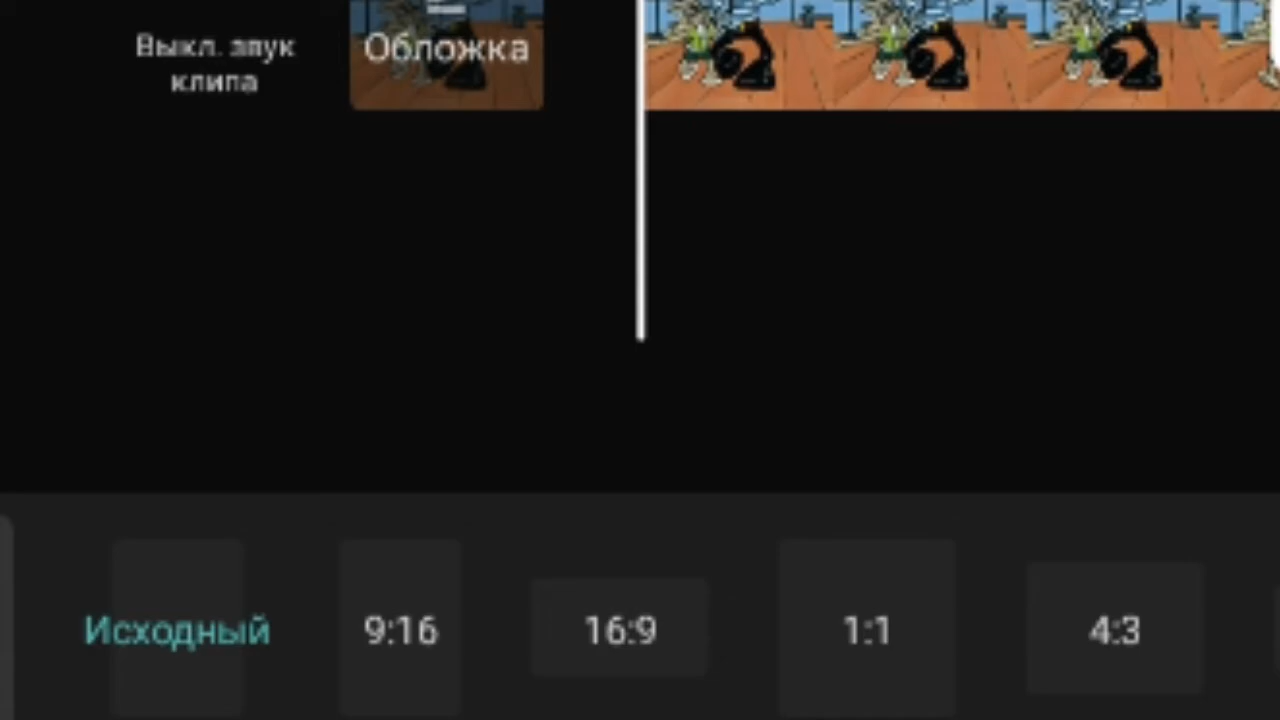 Выкл. звук
клипа
Обложка
Исходный
9:16
16:9
1:1
4:3